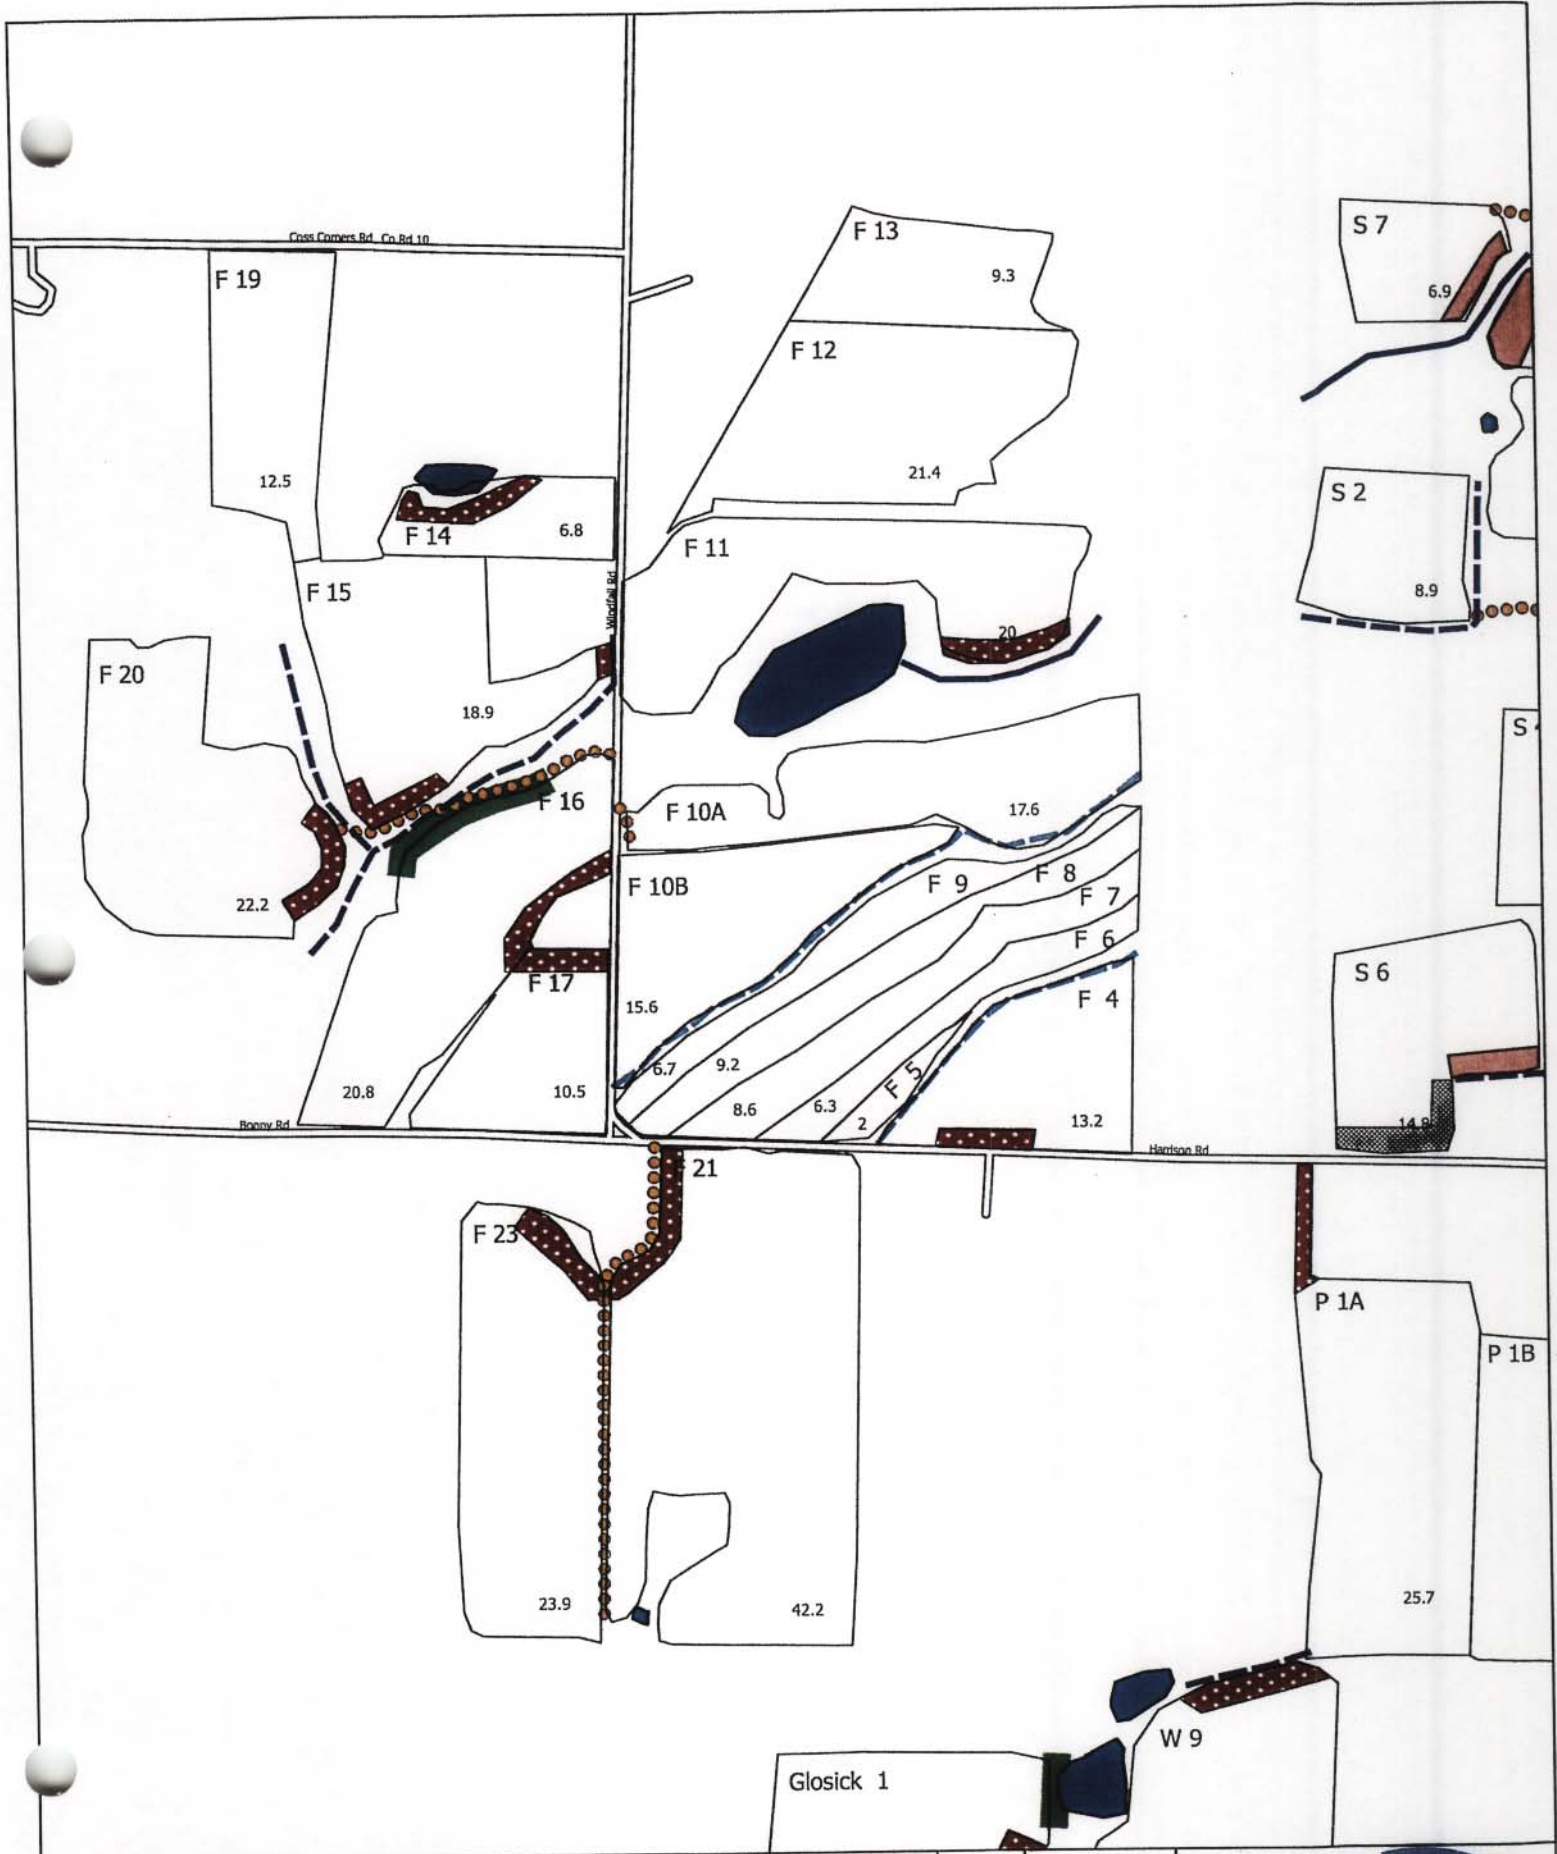 F 13
S 7
Coss Corners Rd, Co Rd 10
9.3
F 19
6.9
F 12
12.5
21.4
S 2
6.8
F 14
F 11
F 15
8.9
Windfall Rd
20
F 20
18.9
F 16
F 10A
17.6
F 8
F 9
F 10B
F 7
22.2
F 6
S 6
F 17
F 4
15.6
6.7
9.2
F 5
20.8
10.5
8.6
6.3
2
13.2
14.8
Boony Rd
Harrison Rd
F 21
F 23
P 1A
P 1B
25.7
23.9
42.2
W 9
Glosick 1